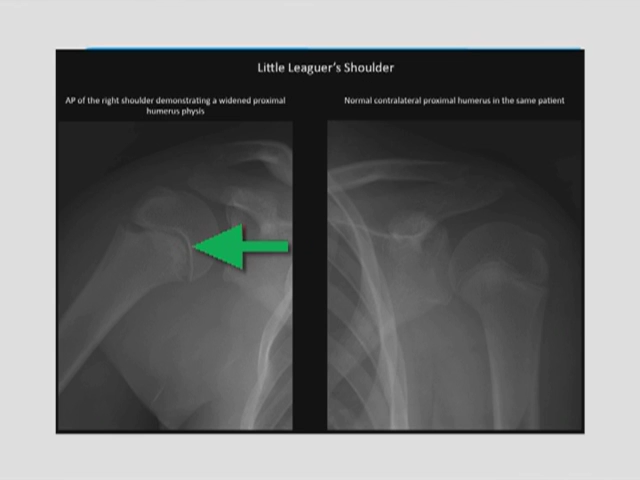 Little Leaguer's Shoulder
AP of the right shoulder demonstrating a widened proximal
humerus physis
Normal contralateral proximal humerus in the same patient